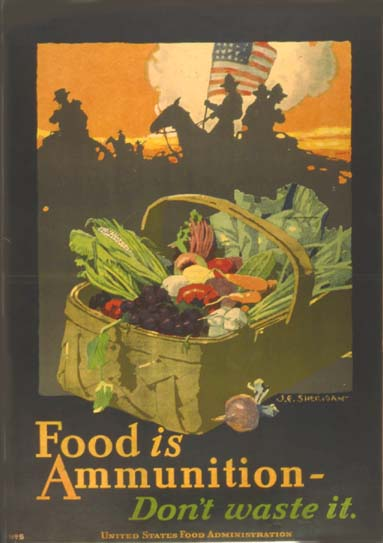 J.E. SHERIDAN
Food is
Ammunition-
Don't waste it.
UNITED STATES FOOD ADMINISTRATION